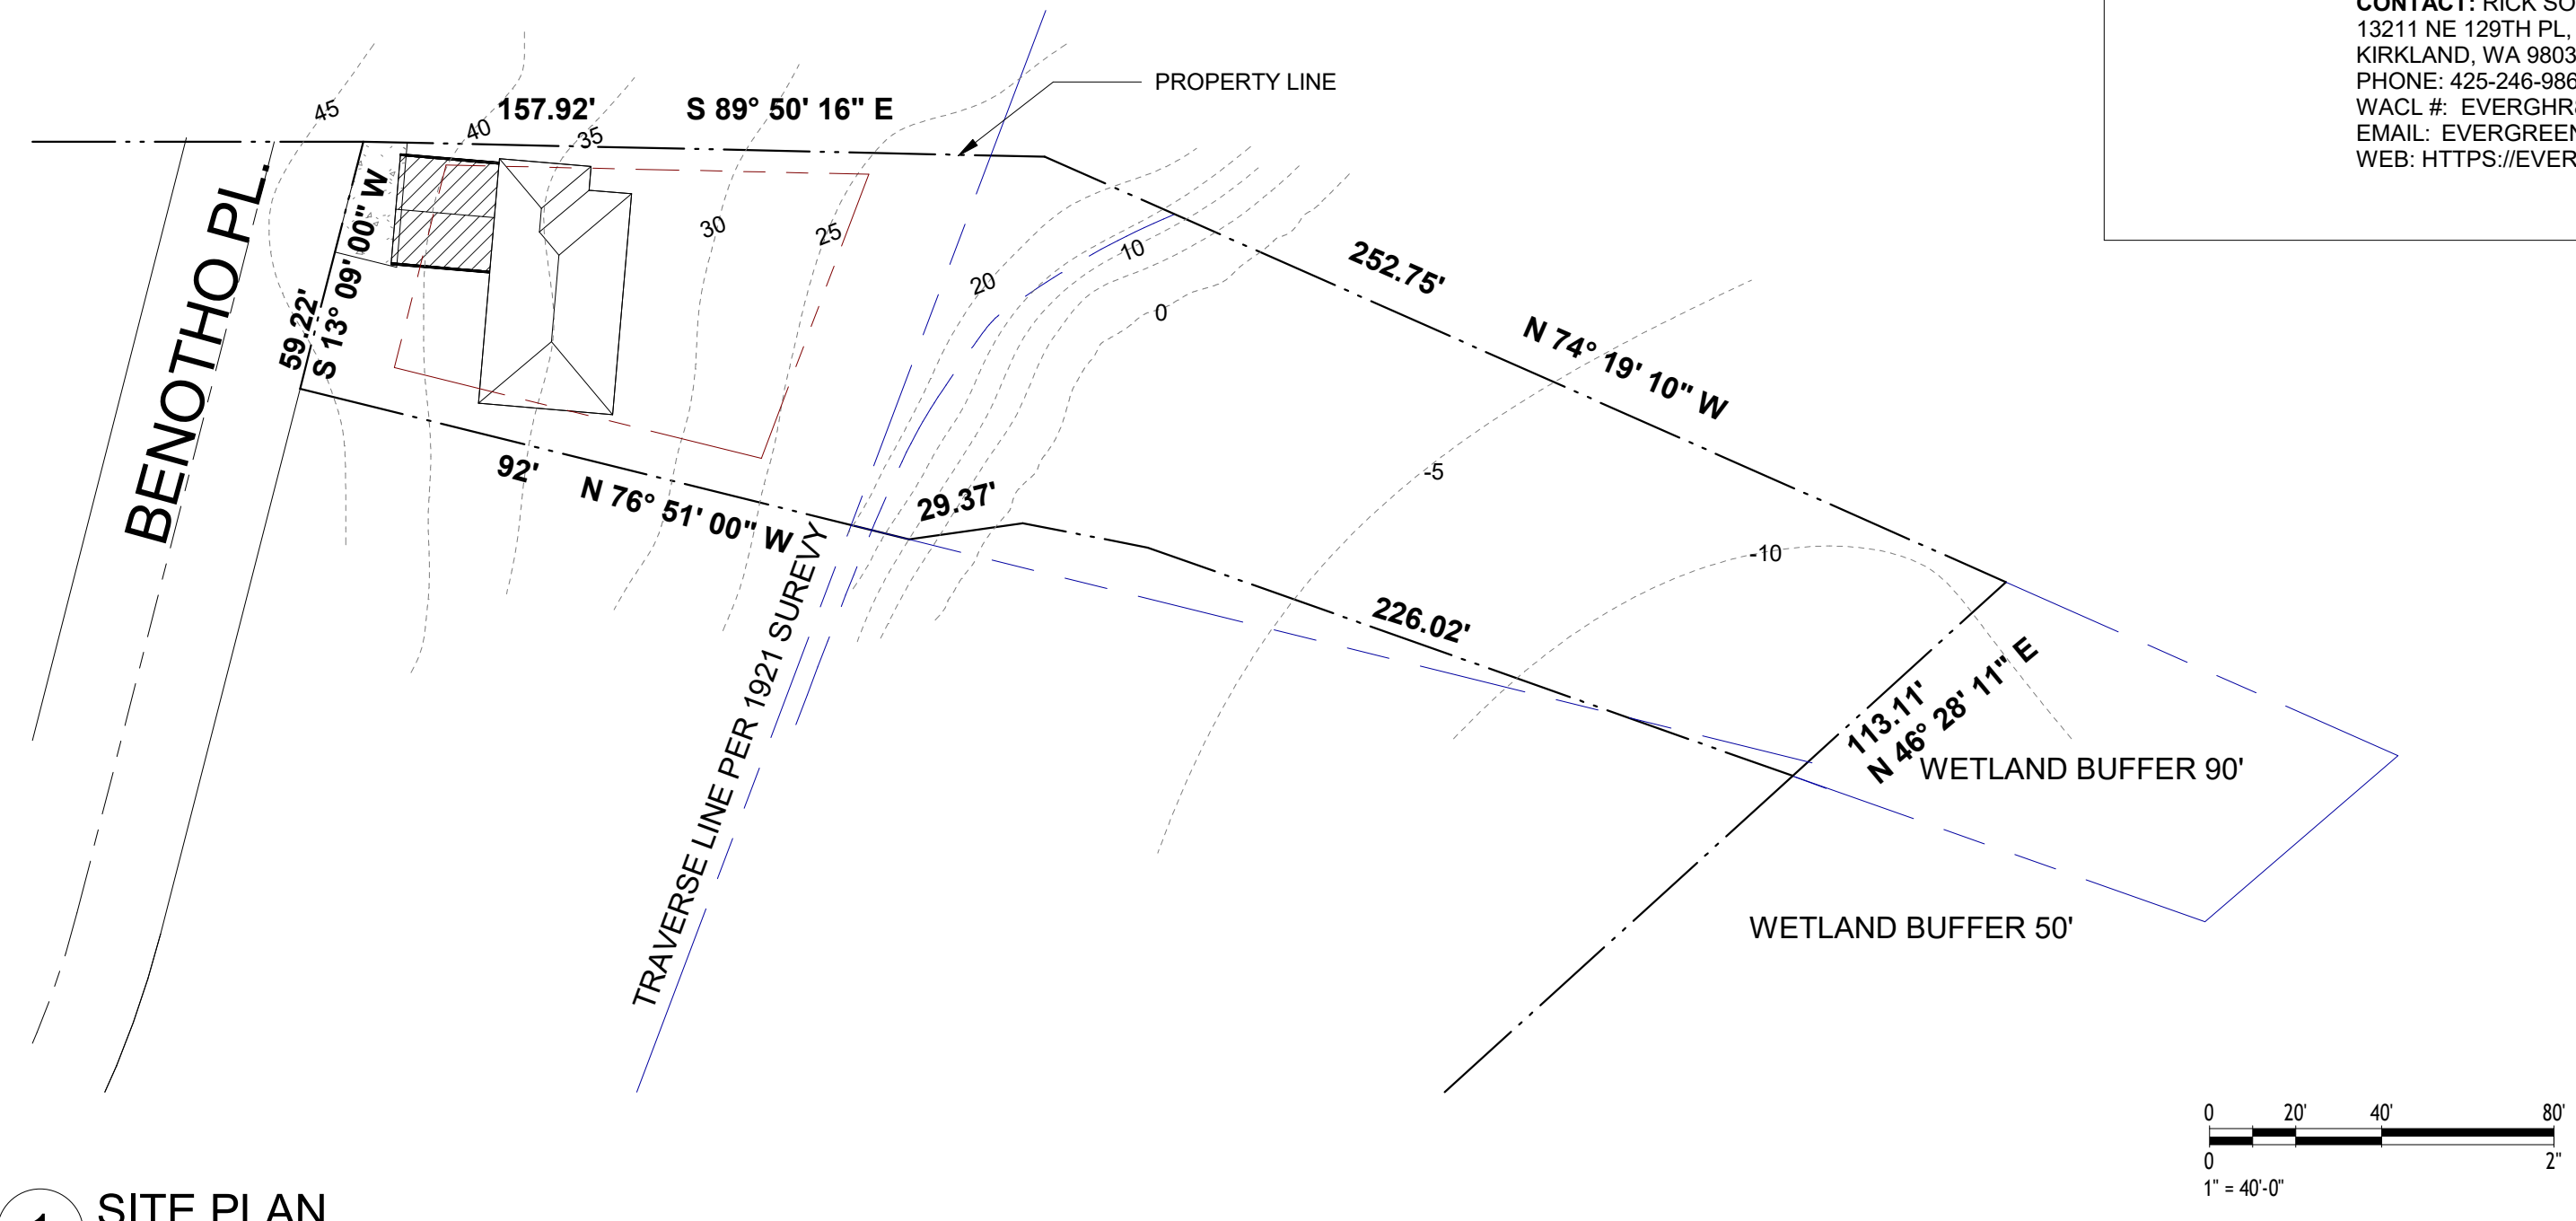 CONTACT: RICK SO
13211 NE 129TH PL,
KIRKLAND, WA 9803
PHONE: 425-246-986
WACL #: EVERGHR
EMAIL: EVERGREEN
WEB: HTTPS://EVER
PROPERTY LINE
157.92' S 89° 50' 16" E
45
40
35
30
25
20
10
0
-5
-10
BENOTHO PL.
59.22'
S 13° 09' 00" W
252.75'
N 74° 19' 10" W
92' N 76° 51' 00" W
29.37'
226.02'
113.11'
N 46° 28' 11" E
TRAVERSE LINE PER 1921 SUREVY
WETLAND BUFFER 90'
WETLAND BUFFER 50'
0 20' 40' 80'
0 2"
1" = 40'-0"
1 SITE PLAN